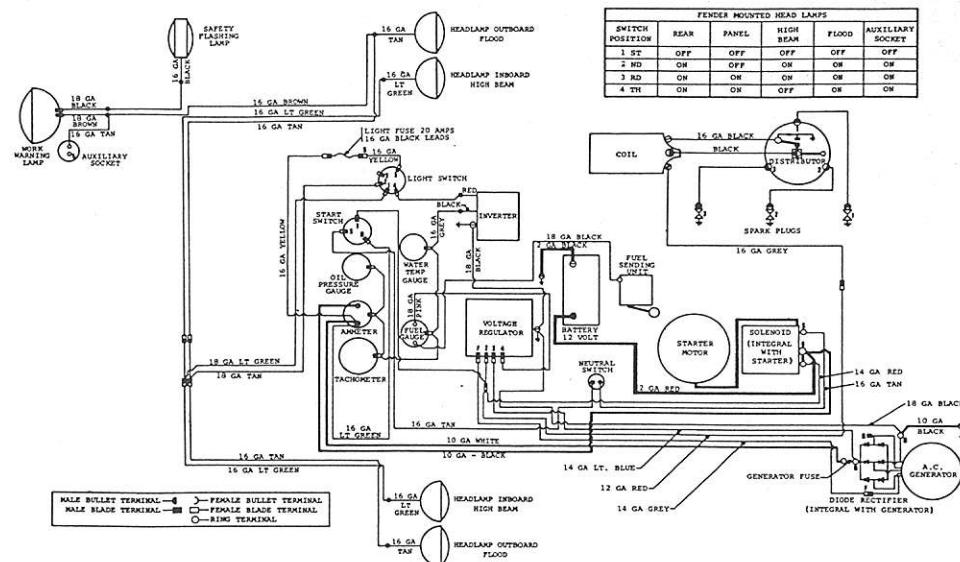 FENDER MOUNTED HEAD LAMPS
SWITCH POSITION REAR PANEL HIGH BEAM FLOOD AUXILIARY SOCKET
1 ST OFF OFF OFF OFF OFF
2 ND ON OFF OFF ON ON
3 RD ON ON ON ON ON
4 TH ON ON OFF ON ON
SAFETY
FLASHING
LAMP
16 GA
BLACK
16 GA
TAN
HEADLAMP OUTBOARD
FLOOD
16 GA
LT
GREEN
HEADLAMP INBOARD
HIGH BEAM
18 GA
BLACK
18 GA
BROWN
16 GA TAN
WORK
WARNING
LAMP
AUXILIARY
SOCKET
16 GA BROWN
16 GA LT GREEN
16 GA TAN
LIGHT FUSE 20 AMPS
16 GA BLACK LEADS
16 GA
YELLOW
LIGHT SWITCH
COIL
16 GA BLACK
BLACK
DISTRIBUTOR
SPARK PLUGS
16 GA GREY
RED
BLACK
INVERTER
START
SWITCH
16 GA
GREY
18 GA
BLACK
16 GA YELLOW
WATER
TEMP
GAUGE
OIL
PRESSURE
GAUGE
18 GA BLACK
2 GA BLACK
FUEL
SENDING
UNIT
18 GA
PINK
AMMETER
FUEL
GAUGE
VOLTAGE
REGULATOR
BATTERY
12 VOLT
TACHOMETER
STARTER
MOTOR
SOLENOID
(INTEGRAL
WITH
STARTER)
NEUTRAL
SWITCH
18 GA LT GREEN
18 GA TAN
2 GA RED
14 GA RED
16 GA TAN
18 GA BLACK
10 GA
BLACK
16 GA
LT GREEN
16 GA TAN
10 GA WHITE
10 GA - BLACK
16 GA TAN
16 GA LT GREEN
14 GA LT. BLUE
12 GA RED
14 GA GREY
GENERATOR FUSE
A.C.
GENERATOR
DIODE RECTIFIER
(INTEGRAL WITH GENERATOR)
MALE BULLET TERMINAL
FEMALE BULLET TERMINAL
MALE BLADE TERMINAL
FEMALE BLADE TERMINAL
RING TERMINAL
16 GA
LT
GREEN
HEADLAMP INBOARD
HIGH BEAM
16 GA
TAN
HEADLAMP OUTBOARD
FLOOD